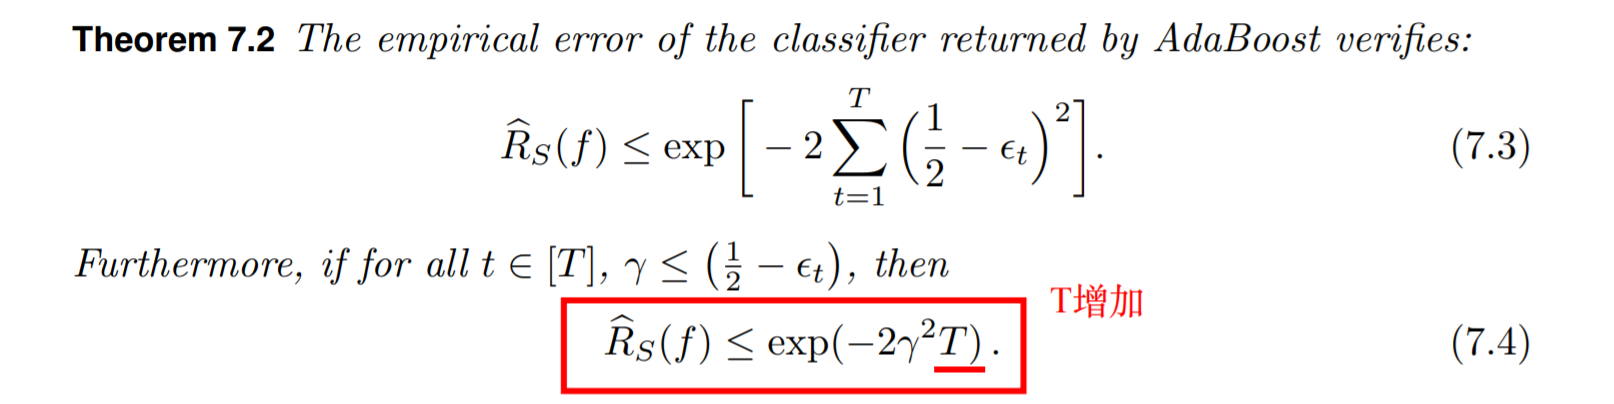 Theorem 7.2 The empirical error of the classifier returned by AdaBoost verifies:
R̂_S(f) ≤ exp [ − 2 ∑_{t=1}^{T} (1/2 − ϵ_t)² ]. (7.3)
Furthermore, if for all t ∈ [T], γ ≤ (1/2 − ϵ_t), then
T增加
R̂_S(f) ≤ exp(−2γ²T). (7.4)